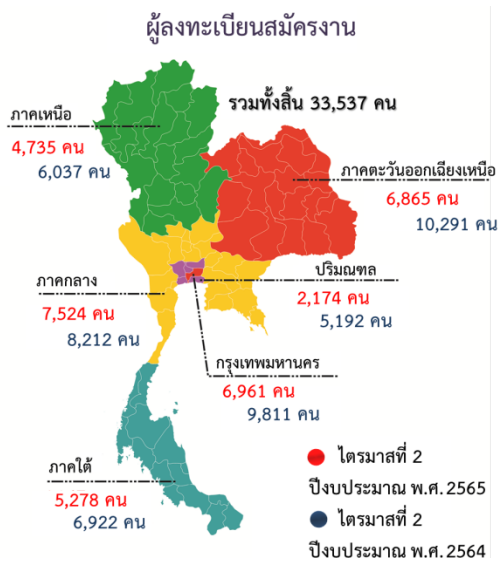 ผู้ลงทะเบียนสมัครงาน
รวมทั้งสิ้น 33,537 คน
ภาคเหนือ
4,735 คน
6,037 คน
ภาคตะวันออกเฉียงเหนือ
6,865 คน
10,291 คน
ปริมณฑล
2,174 คน
5,192 คน
ภาคกลาง
7,524 คน
8,212 คน
กรุงเทพมหานคร
6,961 คน
9,811 คน
ภาคใต้
5,278 คน
6,922 คน
ไตรมาสที่ 2
ปีงบประมาณ พ.ศ.2565
ไตรมาสที่ 2
ปีงบประมาณ พ.ศ.2564